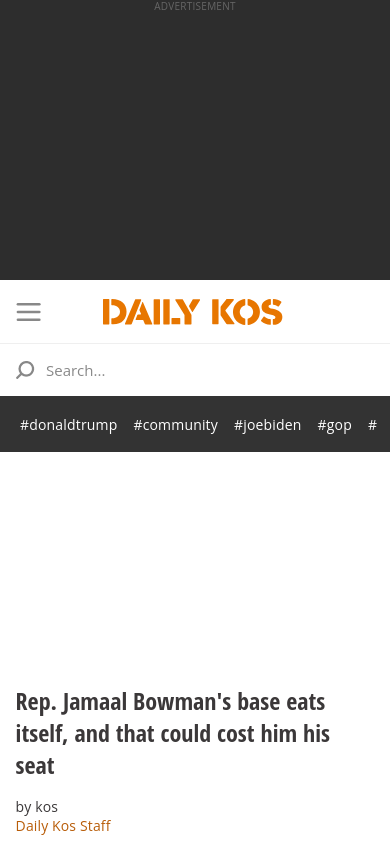 ADVERTISEMENT
DAILY KOS
Search...
#donaldtrump #community #joebiden #gop #
Rep. Jamaal Bowman's base eats
itself, and that could cost him his
seat
by kos
Daily Kos Staff